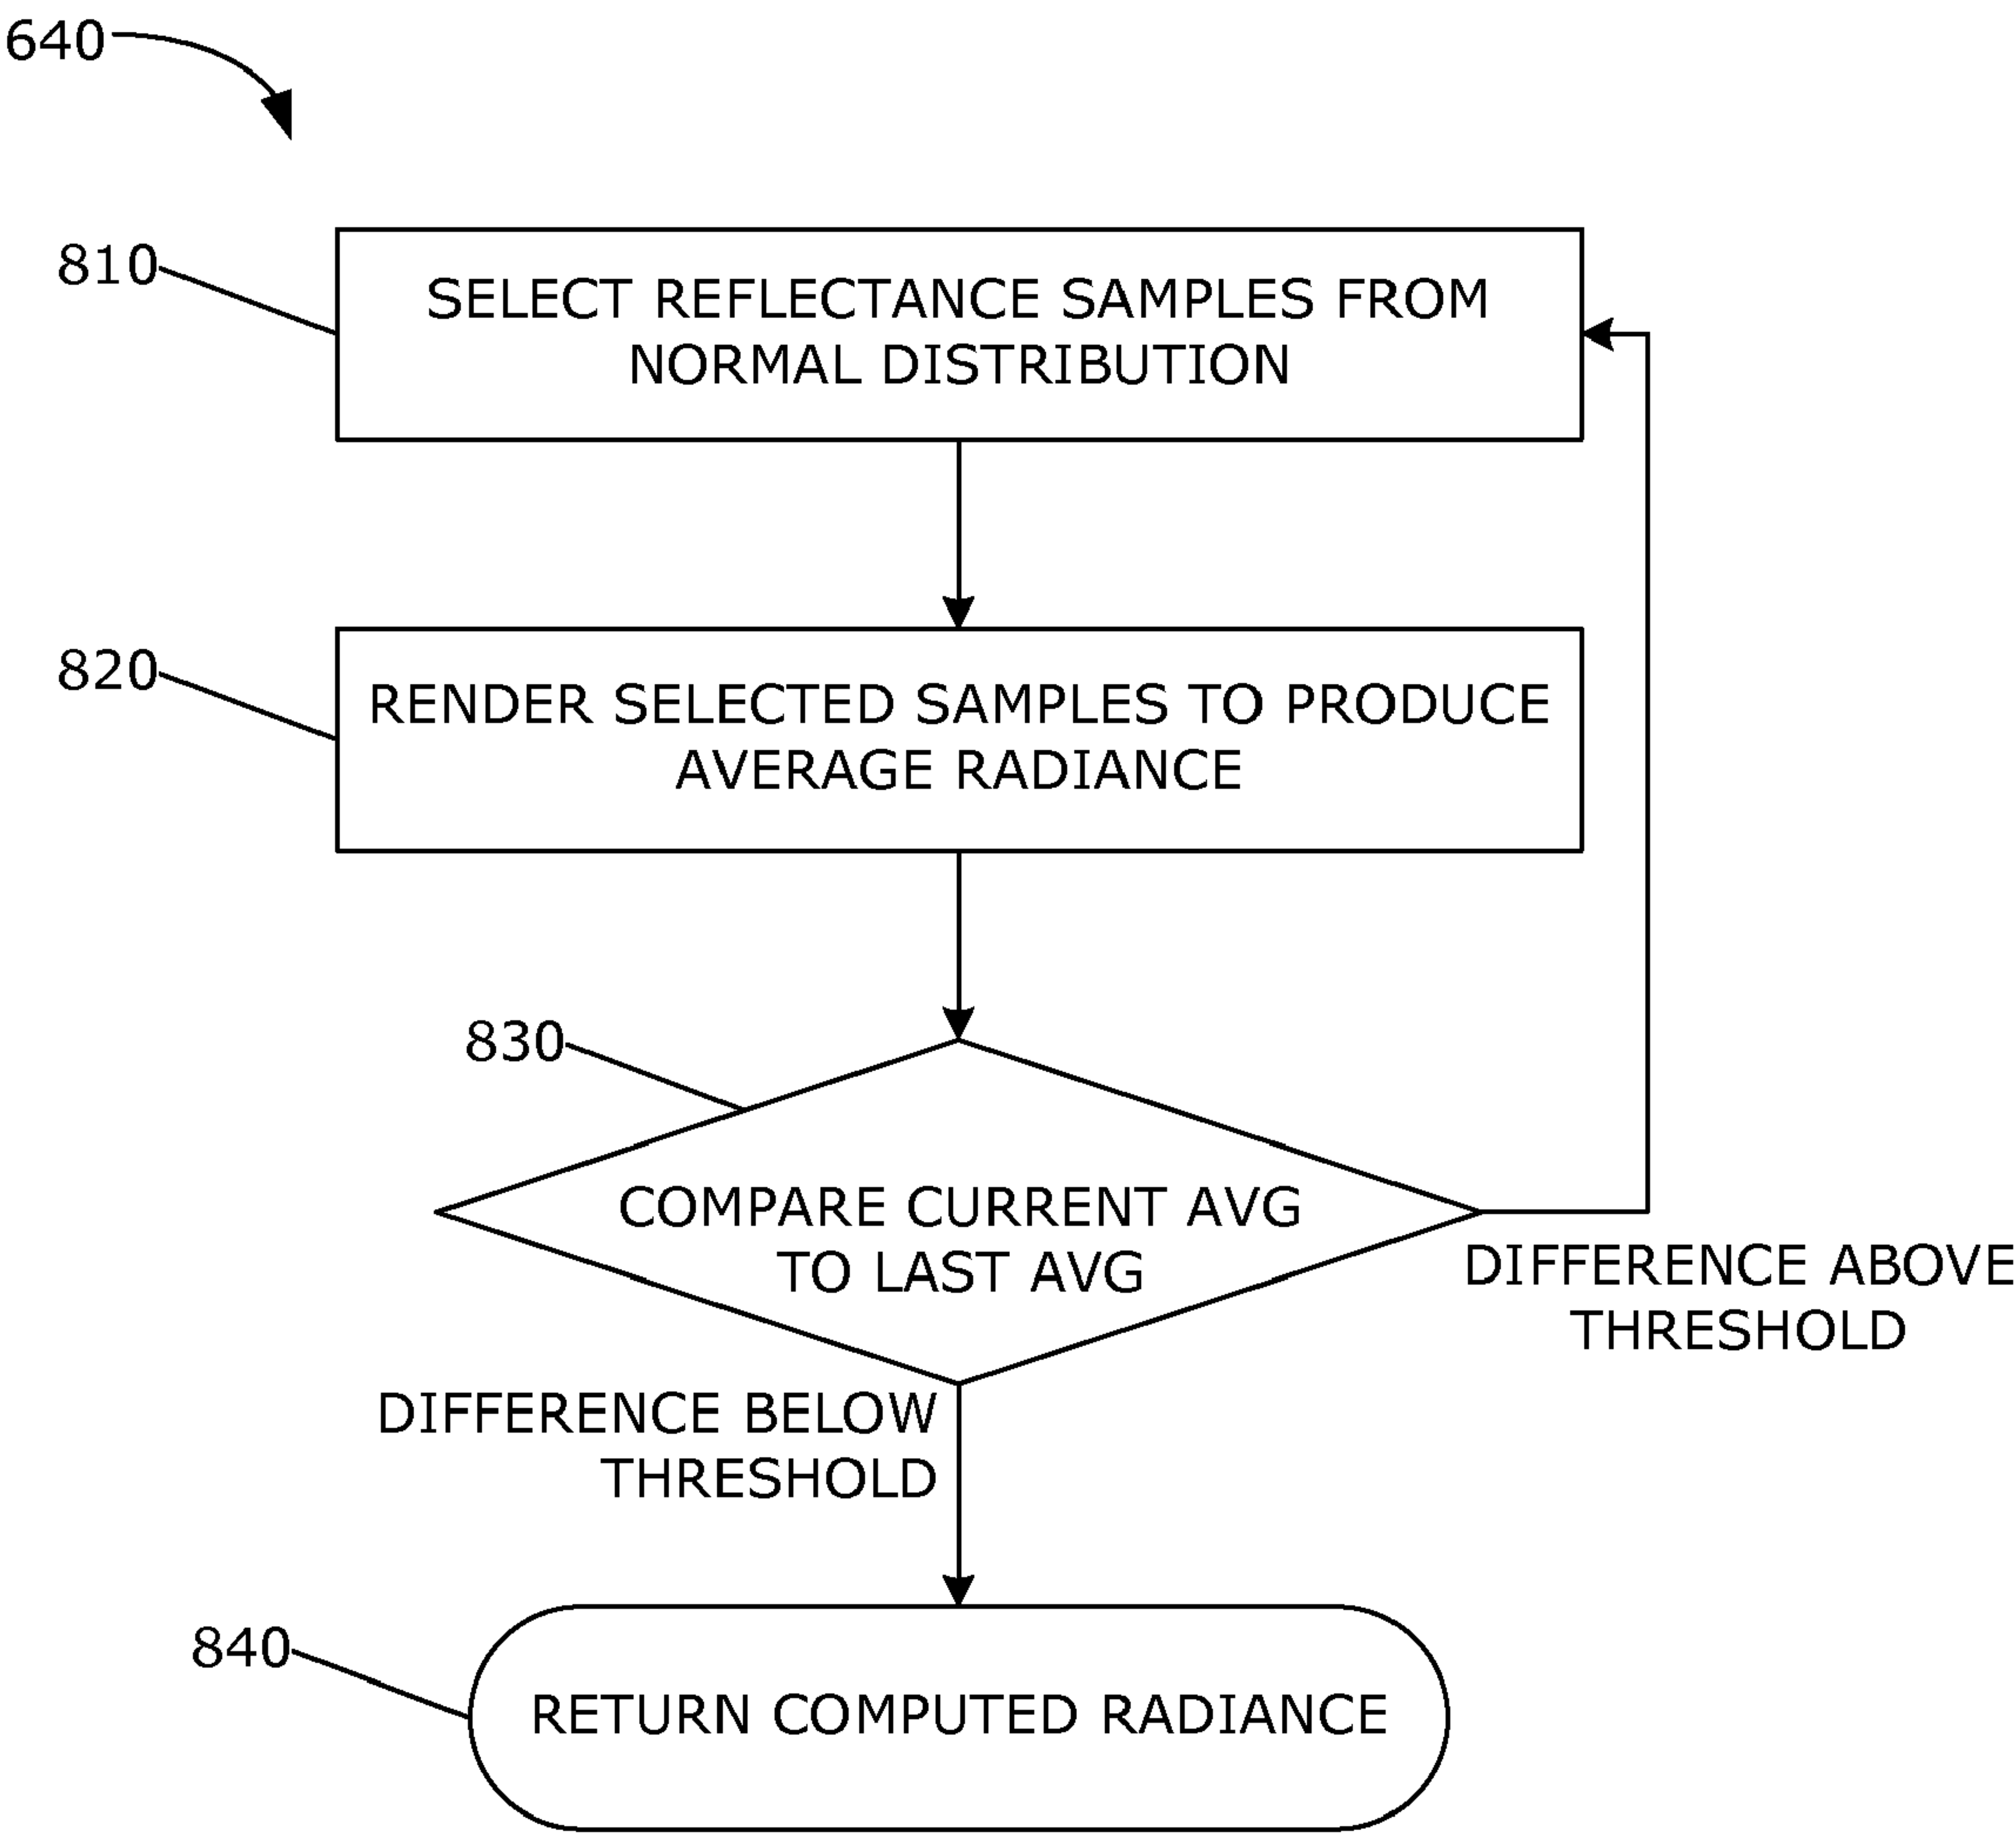 640
810
SELECT REFLECTANCE SAMPLES FROM
NORMAL DISTRIBUTION
820
RENDER SELECTED SAMPLES TO PRODUCE
AVERAGE RADIANCE
830
COMPARE CURRENT AVG
TO LAST AVG
DIFFERENCE ABOVE
THRESHOLD
DIFFERENCE BELOW
THRESHOLD
840
RETURN COMPUTED RADIANCE